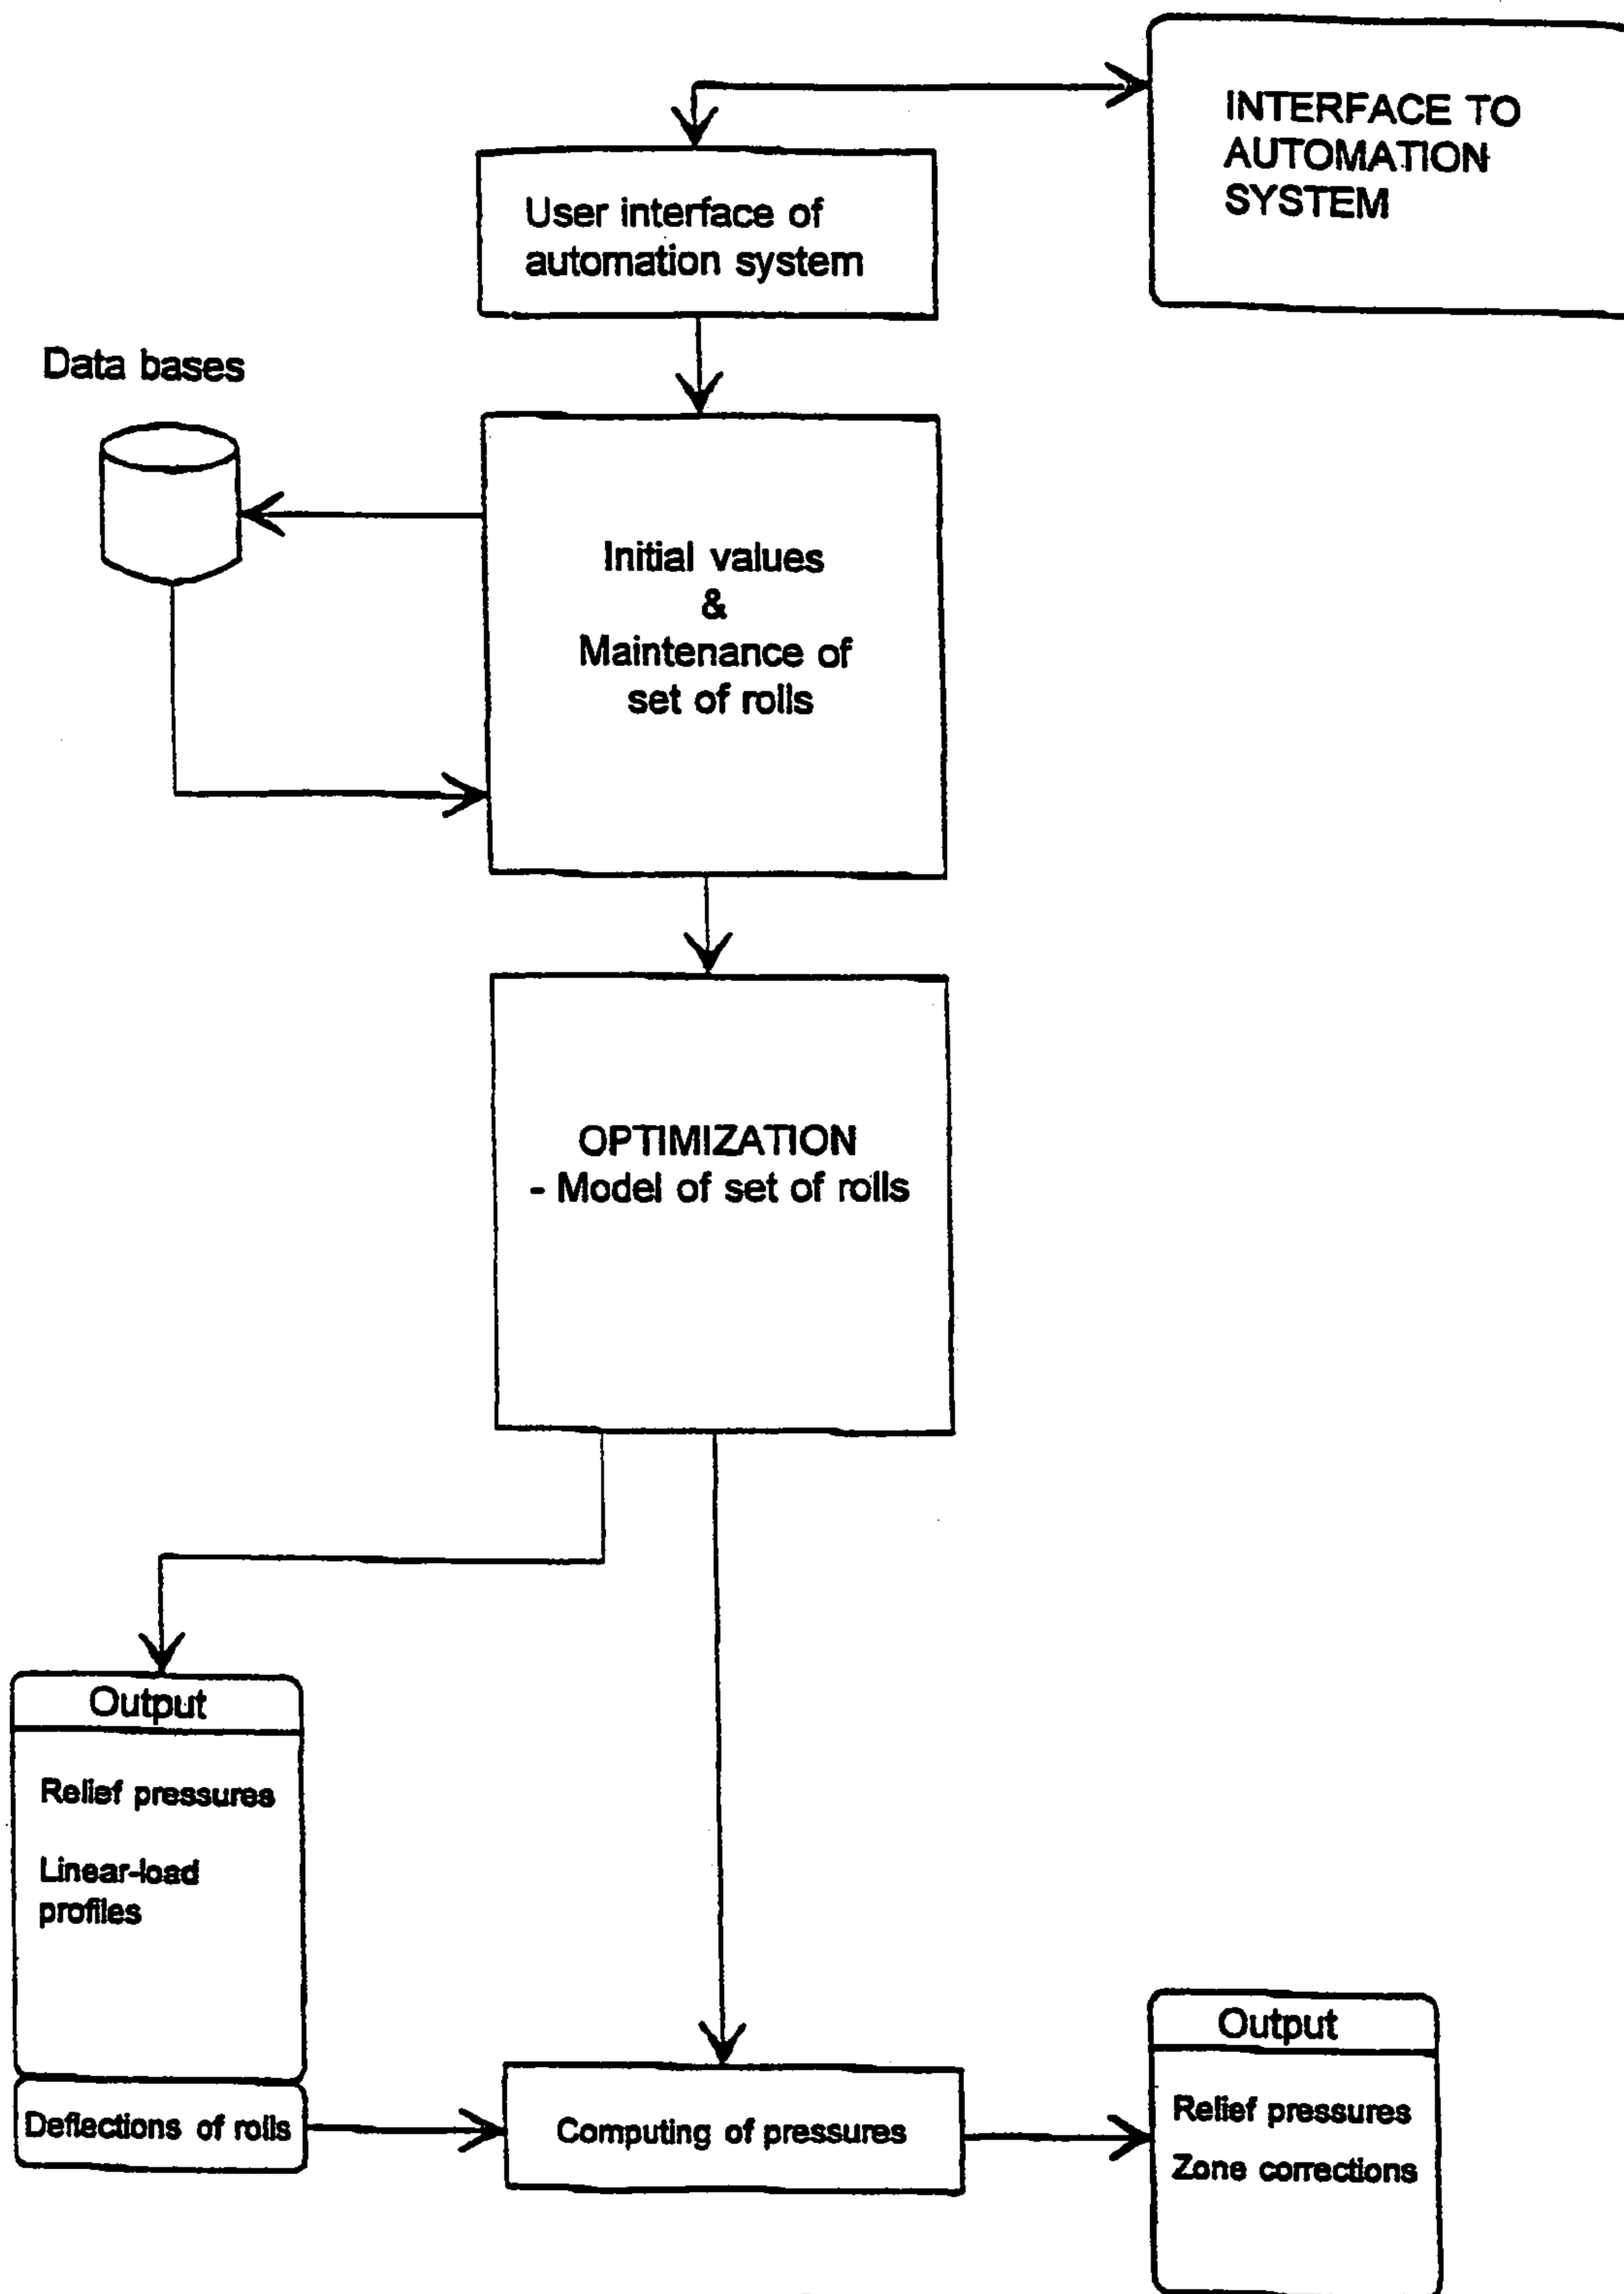 INTERFACE TO
AUTOMATION
SYSTEM
User interface of
automation system
Data bases
Initial values
&
Maintenance of
set of rolls
OPTIMIZATION
- Model of set of rolls
Output
Relief pressures
Linear-load
profiles
Deflections of rolls
Computing of pressures
Output
Relief pressures
Zone corrections